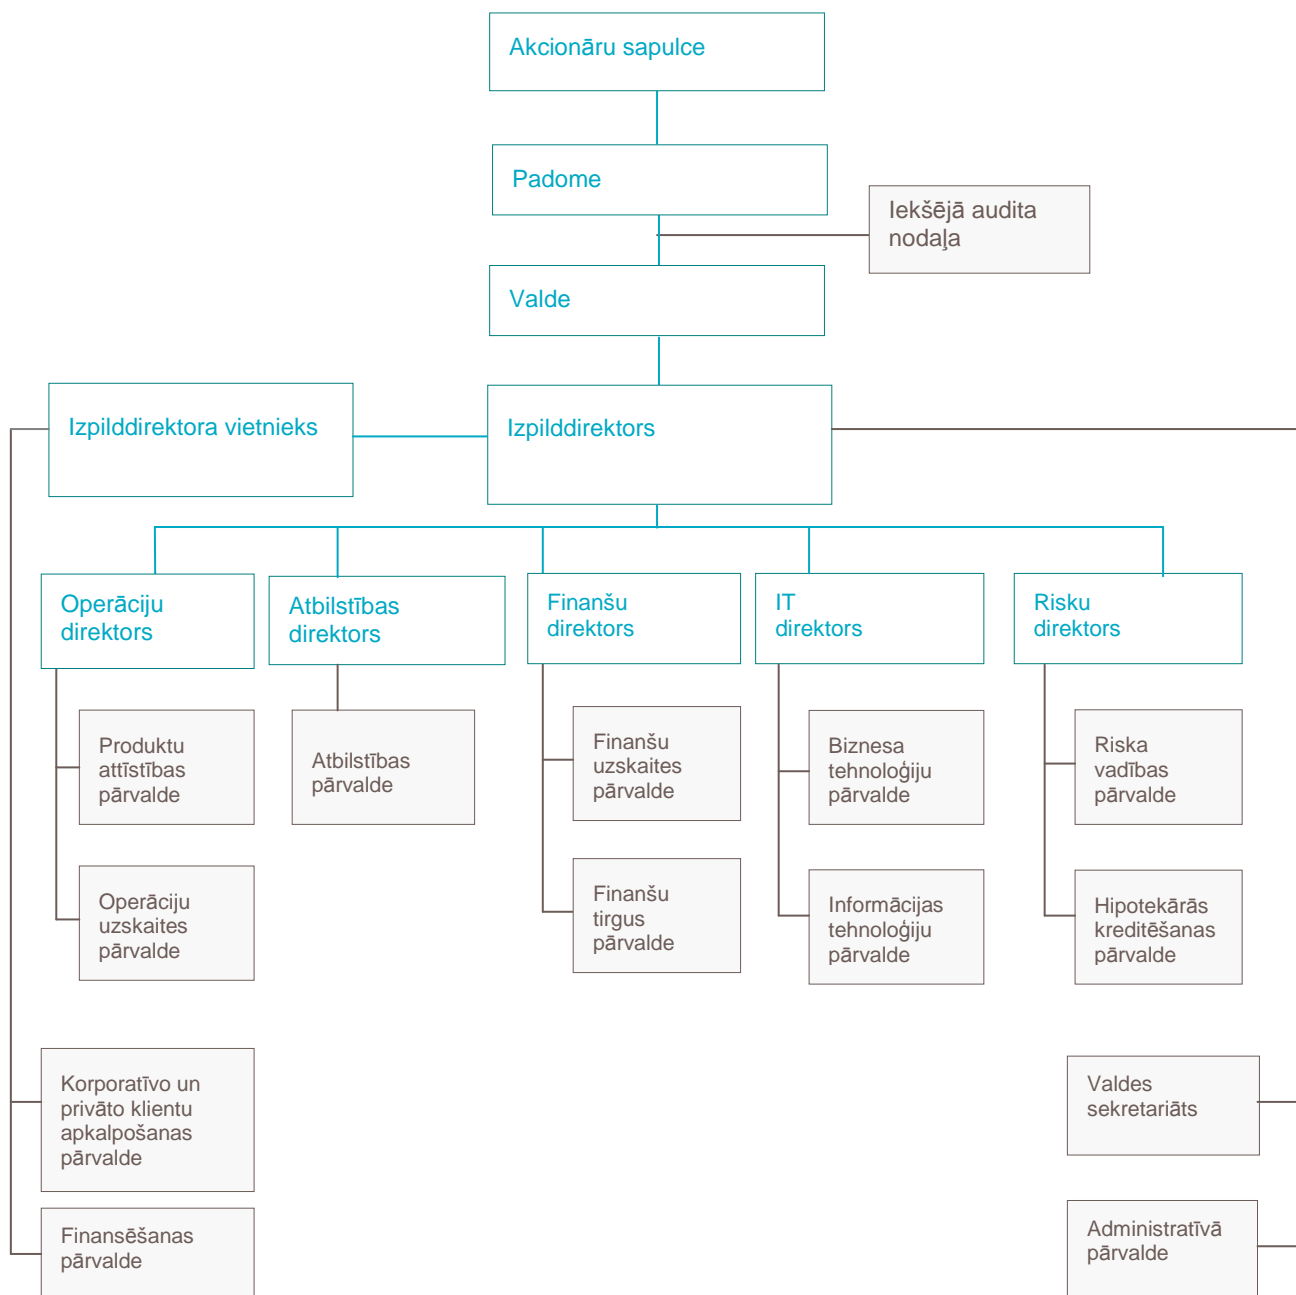 Akcionāru sapulce
Padome
Iekšējā audita
nodaļa
Valde
Izpilddirektora vietnieks
Izpilddirektors
Operāciju
direktors
Atbilstības
direktors
Finanšu
direktors
IT
direktors
Risku
direktors
Produktu
attīstības
pārvalde
Atbilstības
pārvalde
Finanšu
uzskaites
pārvalde
Biznesa
tehnoloģiju
pārvalde
Riska
vadības
pārvalde
Operāciju
uzskaites
pārvalde
Finanšu
tirgus
pārvalde
Informācijas
tehnoloģiju
pārvalde
Hipotekārās
kreditēšanas
pārvalde
Korporatīvo un
privāto klientu
apkalpošanas
pārvalde
Valdes
sekretariāts
Finansēšanas
pārvalde
Administratīvā
pārvalde